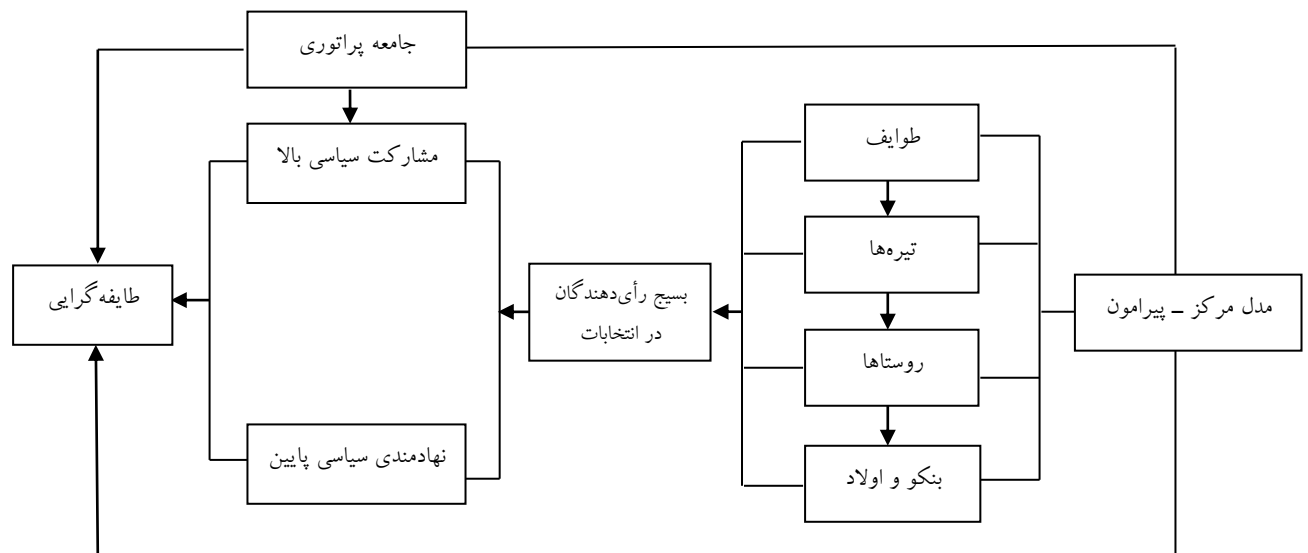 جامعه پراتوری
مشارکت سیاسی بالا
طوایف
تیره‌ها
مدل مرکز – پیرامون
بسیج رأی‌دهندگان
در انتخابات
طایفه‌گرایی
روستاها
نهادمندی سیاسی پایین
بنکو و اولاد